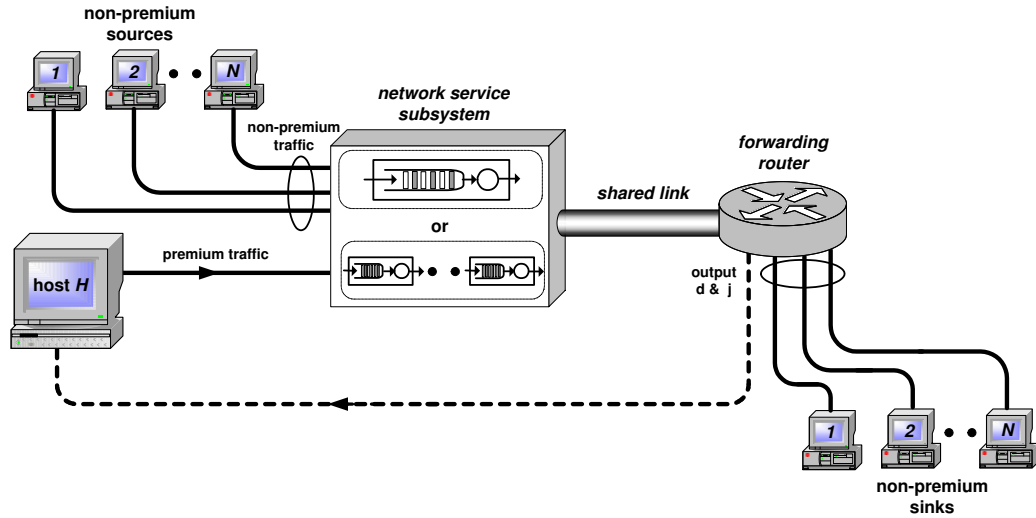 non-premium
sources
1
2
N
non-premium
traffic
network service
subsystem
or
premium traffic
host H
shared link
forwarding
router
output
d & j
1
2
N
non-premium
sinks